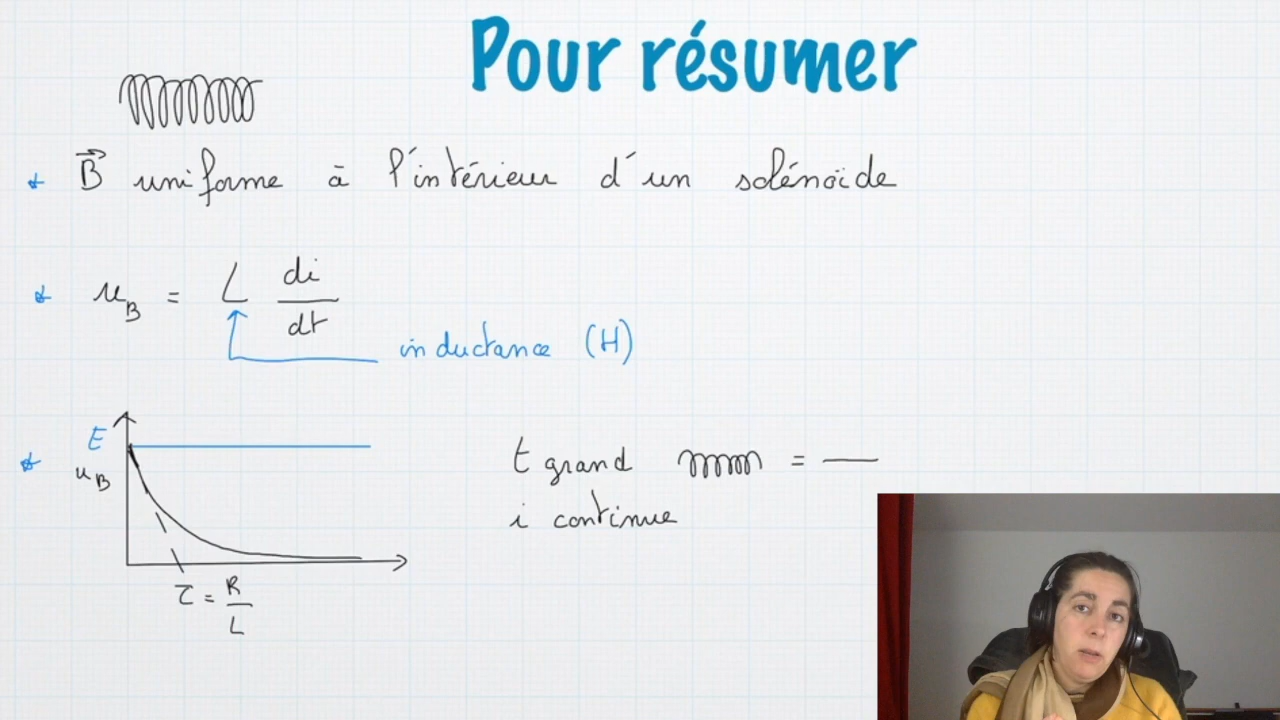 Pour résumer
* B⃗ uniforme à l'intérieur d'un solénoïde
* u_B = L di/dt
inductance (H)
* E
u_B
t grand = —
i continue
τ = R/L